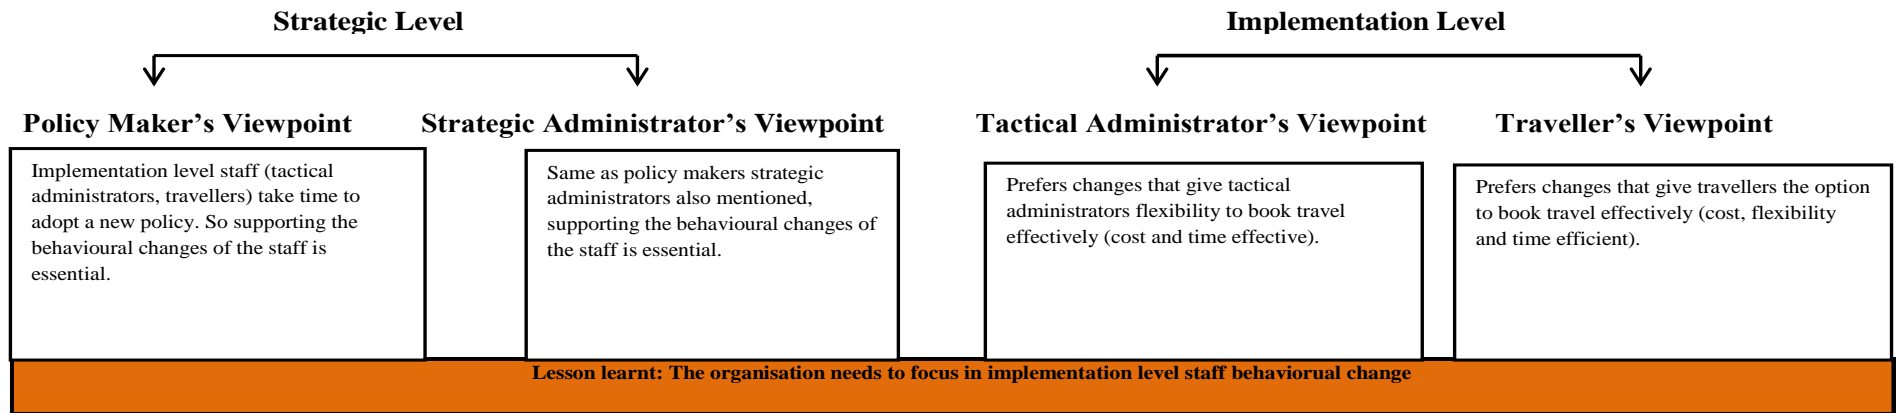 Strategic Level
Implementation Level
Policy Maker's Viewpoint
Strategic Administrator's Viewpoint
Tactical Administrator's Viewpoint
Traveller's Viewpoint
Implementation level staff (tactical
administrators, travellers) take time to
adopt a new policy. So supporting the
behavioural changes of the staff is
essential.
Same as policy makers strategic
administrators also mentioned,
supporting the behavioural changes of
the staff is essential.
Prefers changes that give tactical
administrators flexibility to book travel
effectively (cost and time effective).
Prefers changes that give travellers the option
to book travel effectively (cost, flexibility
and time efficient).
Lesson learnt: The organisation needs to focus in implementation level staff behaviorual change